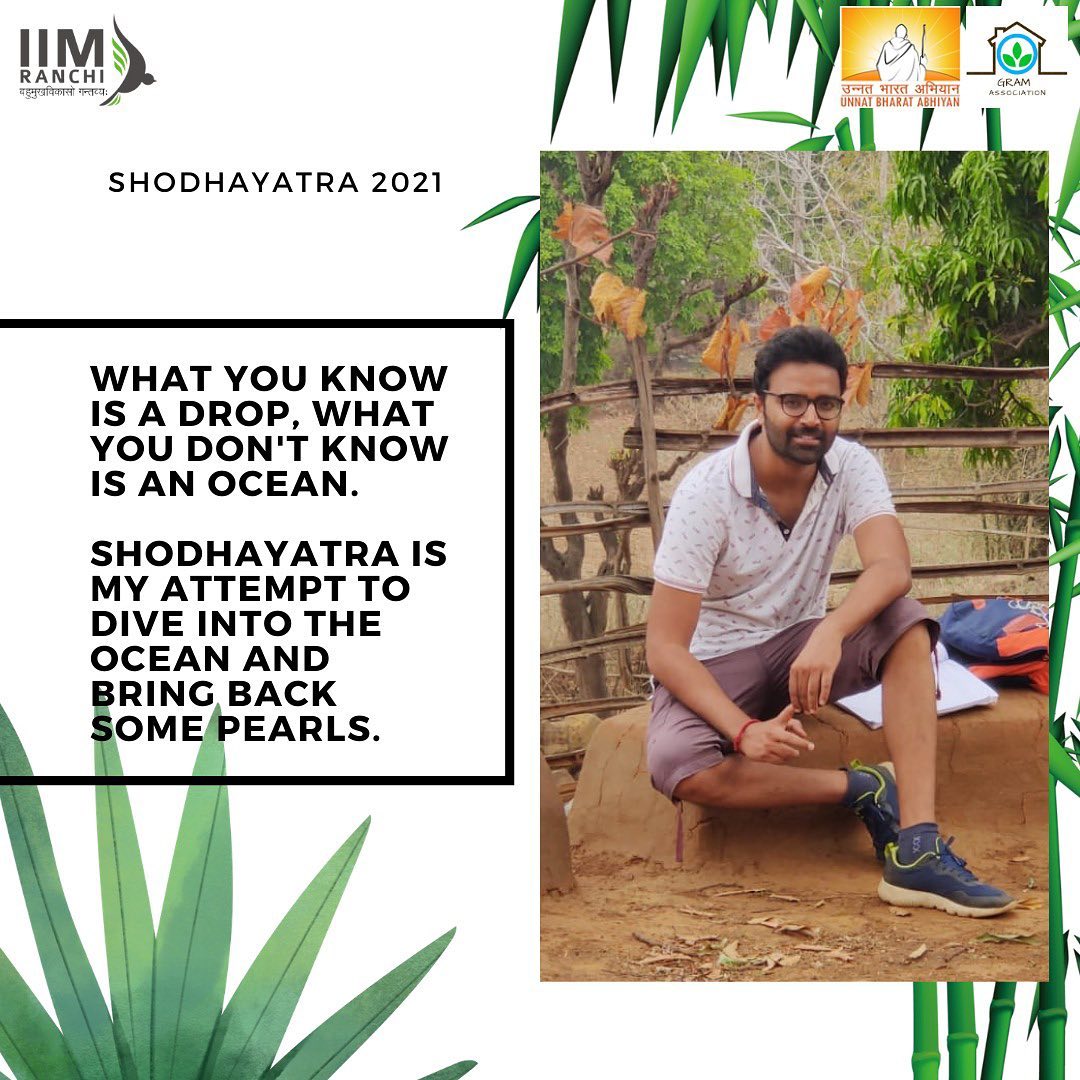 IIM
RANCHI
बहुमुखविकासो गन्तव्यः
उन्नत भारत अभियान
UNNAT BHARAT ABHIYAN
GRAM
ASSOCIATION
SHODHAYATRA 2021
WHAT YOU KNOW
IS A DROP, WHAT
YOU DON'T KNOW
IS AN OCEAN.
SHODHAYATRA IS
MY ATTEMPT TO
DIVE INTO THE
OCEAN AND
BRING BACK
SOME PEARLS.